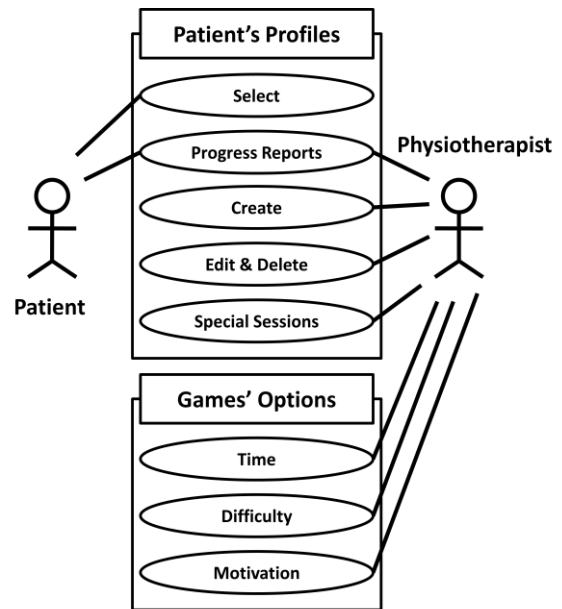 Patient's Profiles
Select
Progress Reports
Physiotherapist
Create
Edit & Delete
Patient
Special Sessions
Games' Options
Time
Difficulty
Motivation